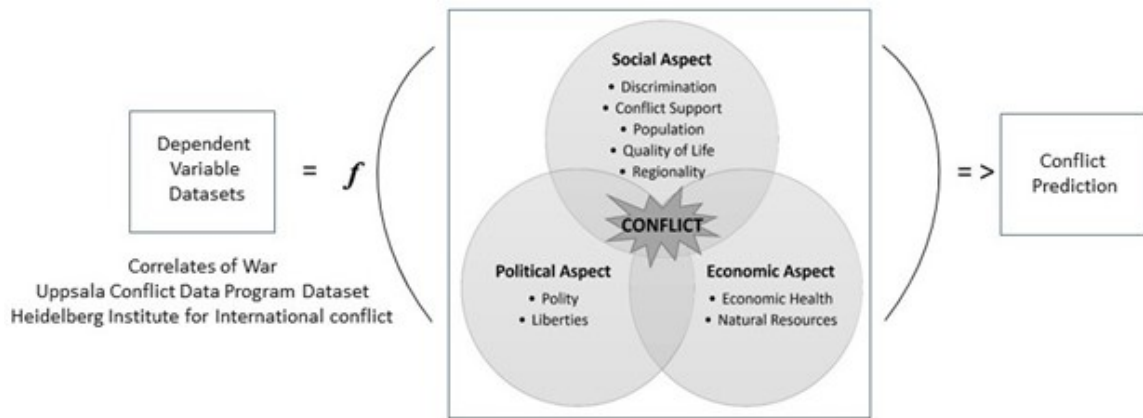 Dependent
Variable
Datasets
Correlates of War
Uppsala Conflict Data Program Dataset
Heidelberg Institute for International conflict
= f
Social Aspect
• Discrimination
• Conflict Support
• Population
• Quality of Life
• Regionality
CONFLICT
Political Aspect
• Polity
• Liberties
Economic Aspect
• Economic Health
• Natural Resources
= >
Conflict
Prediction